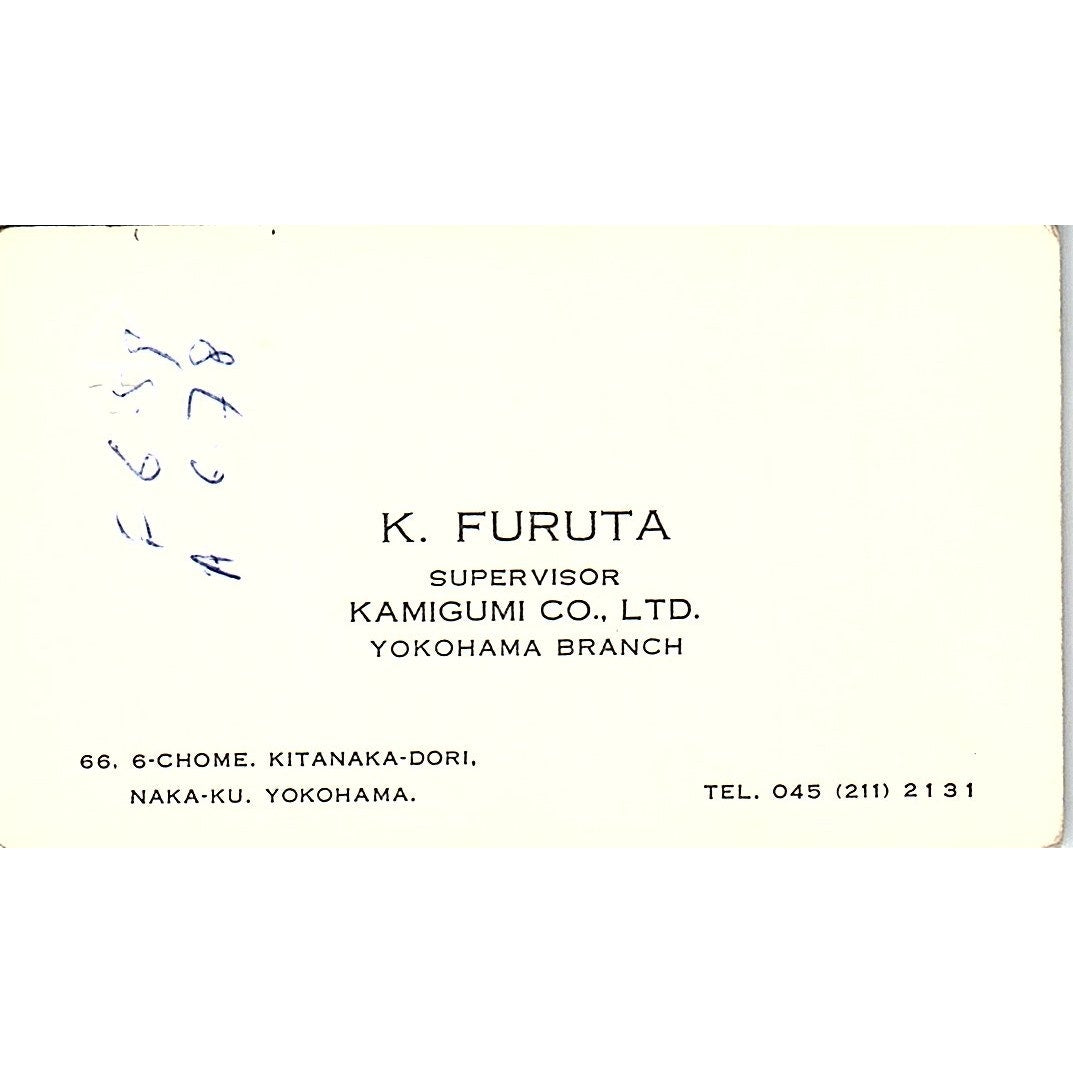 A 678
K. FURUTA
SUPERVISOR
KAMIGUMI CO., LTD.
YOKOHAMA BRANCH
66, 6-CHOME. KITANAKA-DORI,
NAKA-KU. YOKOHAMA.
TEL. 045 (211) 2131